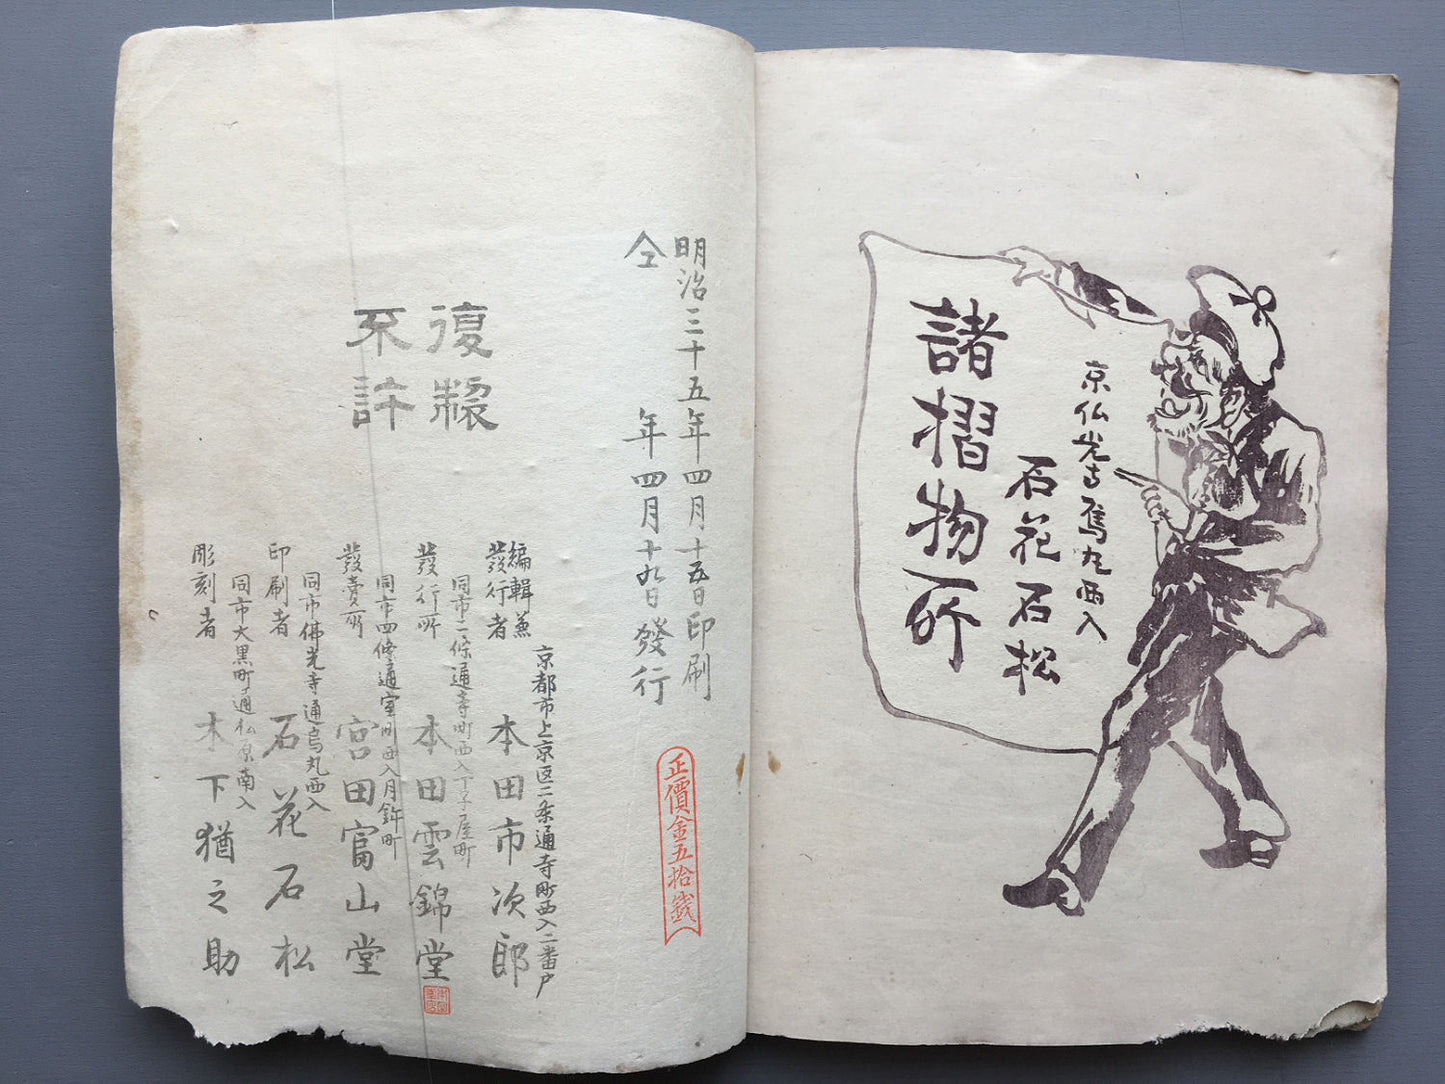 諸摺物所
石花石松
京仏光寺烏丸西入
明治三十五年四月十五日印刷
仝年四月十九日發行
正價金五拾錢
復製
不許
編輯兼
發行者
京都市上京区二条通寺町西入二番戸
本田市次郎
發行所
同市二條通寺町西入丁子屋町
本田雲錦堂
發賣所
同市四條通室町西入月鉾町
宮田富山堂
印刷者
同市佛光寺通烏丸西入
石花石松
彫刻者
同市大黒町通仏原南入
木下猶之助